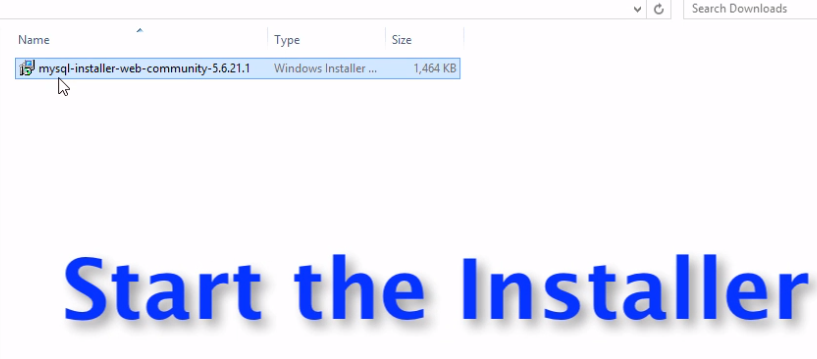 Search Downloads
Name Type Size
mysql-installer-web-community-5.6.21.1 Windows Installer ... 1,464 KB
Start the Installer